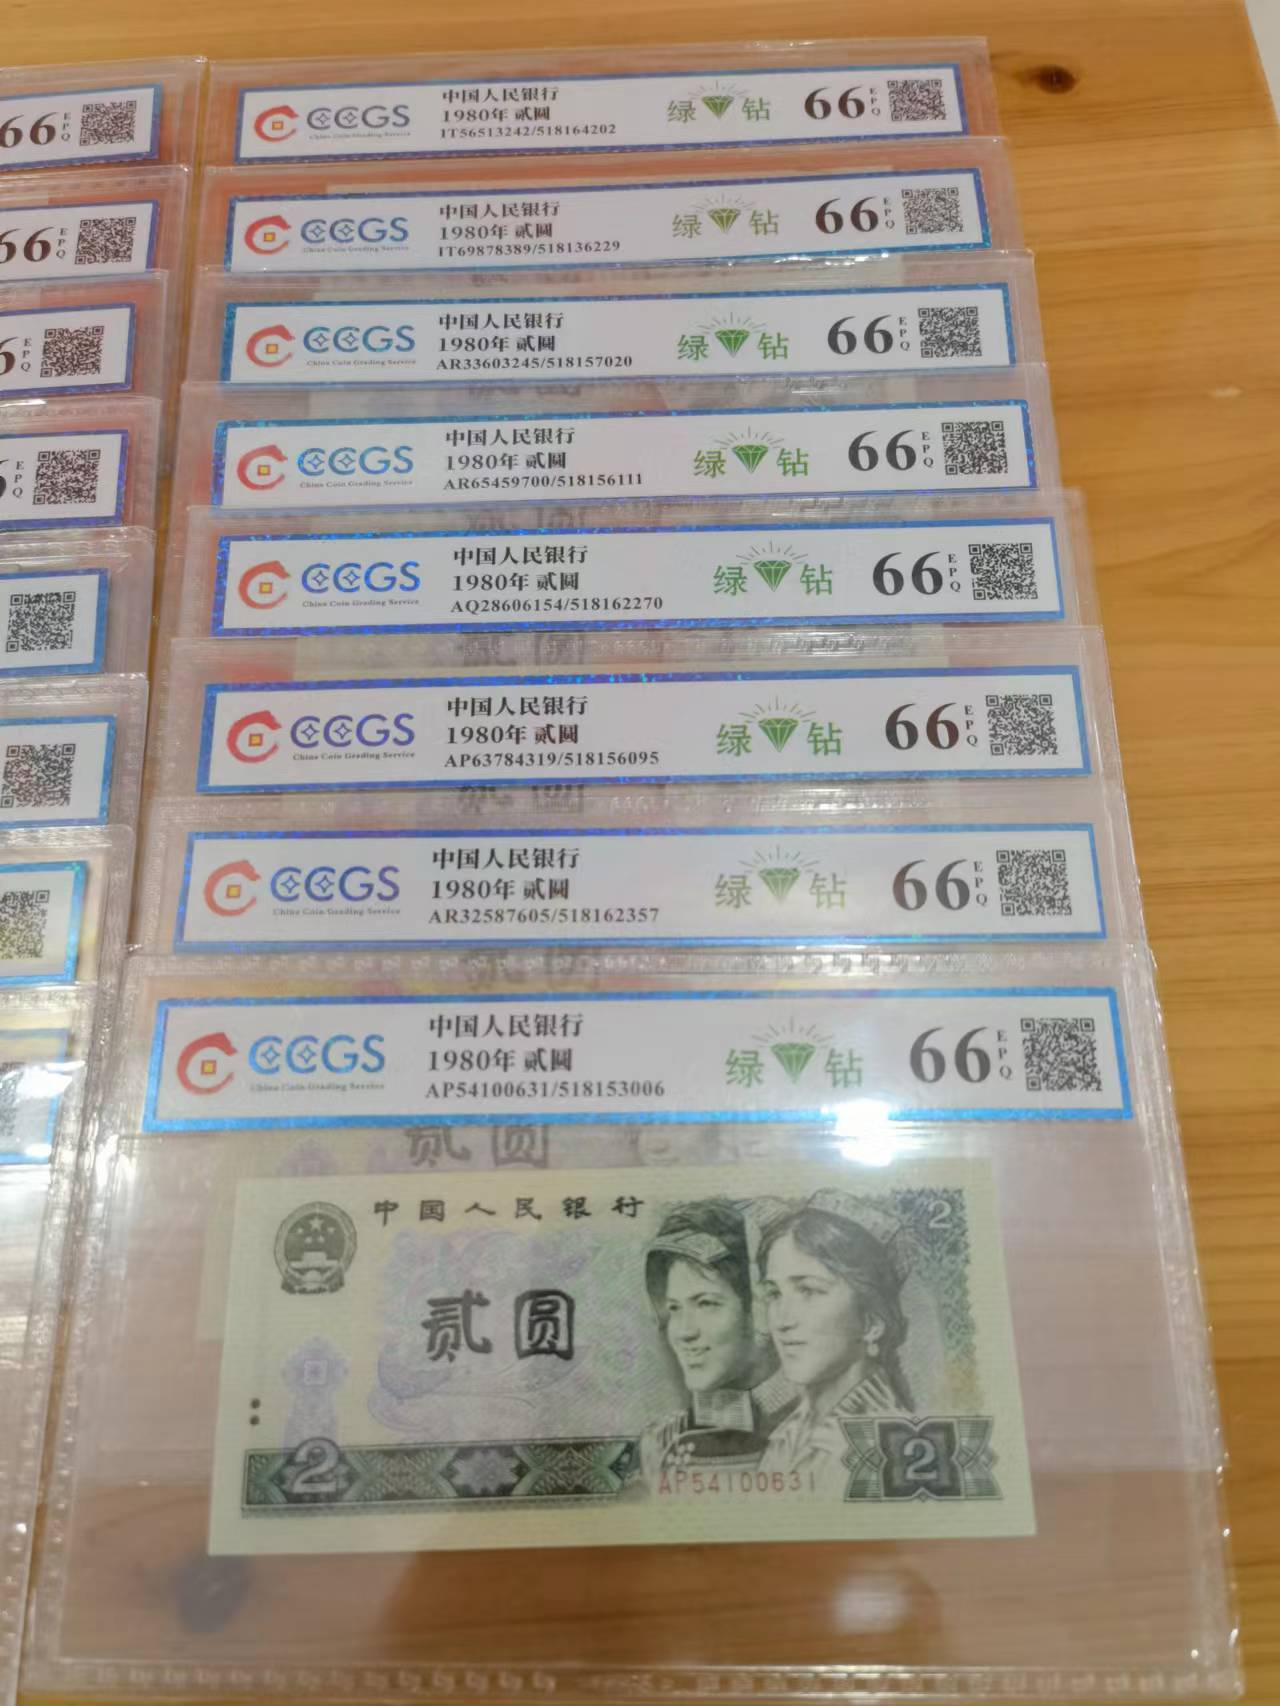 66 EPQ
CCGS
China Coin Grading Service
中国人民银行
1980年 贰圆
IT56513242/518164202
绿钻
66 EPQ
66 EPQ
CCGS
China Coin Grading Service
中国人民银行
1980年 贰圆
IT69878389/518136229
绿钻
66 EPQ
6 EPQ
CCGS
China Coin Grading Service
中国人民银行
1980年 贰圆
AR33603245/518157020
绿钻
66 EPQ
EPQ
CCGS
China Coin Grading Service
中国人民银行
1980年 贰圆
AR65459700/518156111
绿钻
66 EPQ
CCGS
China Coin Grading Service
中国人民银行
1980年 贰圆
AQ28606154/518162270
绿钻
66 EPQ
CCGS
China Coin Grading Service
中国人民银行
1980年 贰圆
AP63784319/518156095
绿钻
66 EPQ
CCGS
China Coin Grading Service
中国人民银行
1980年 贰圆
AR32587605/518162357
绿钻
66 EPQ
CCGS
China Coin Grading Service
中国人民银行
1980年 贰圆
AP54100631/518153006
绿钻
66 EPQ
贰圆
中国人民银行
2
贰圆
2
AP54100631
2